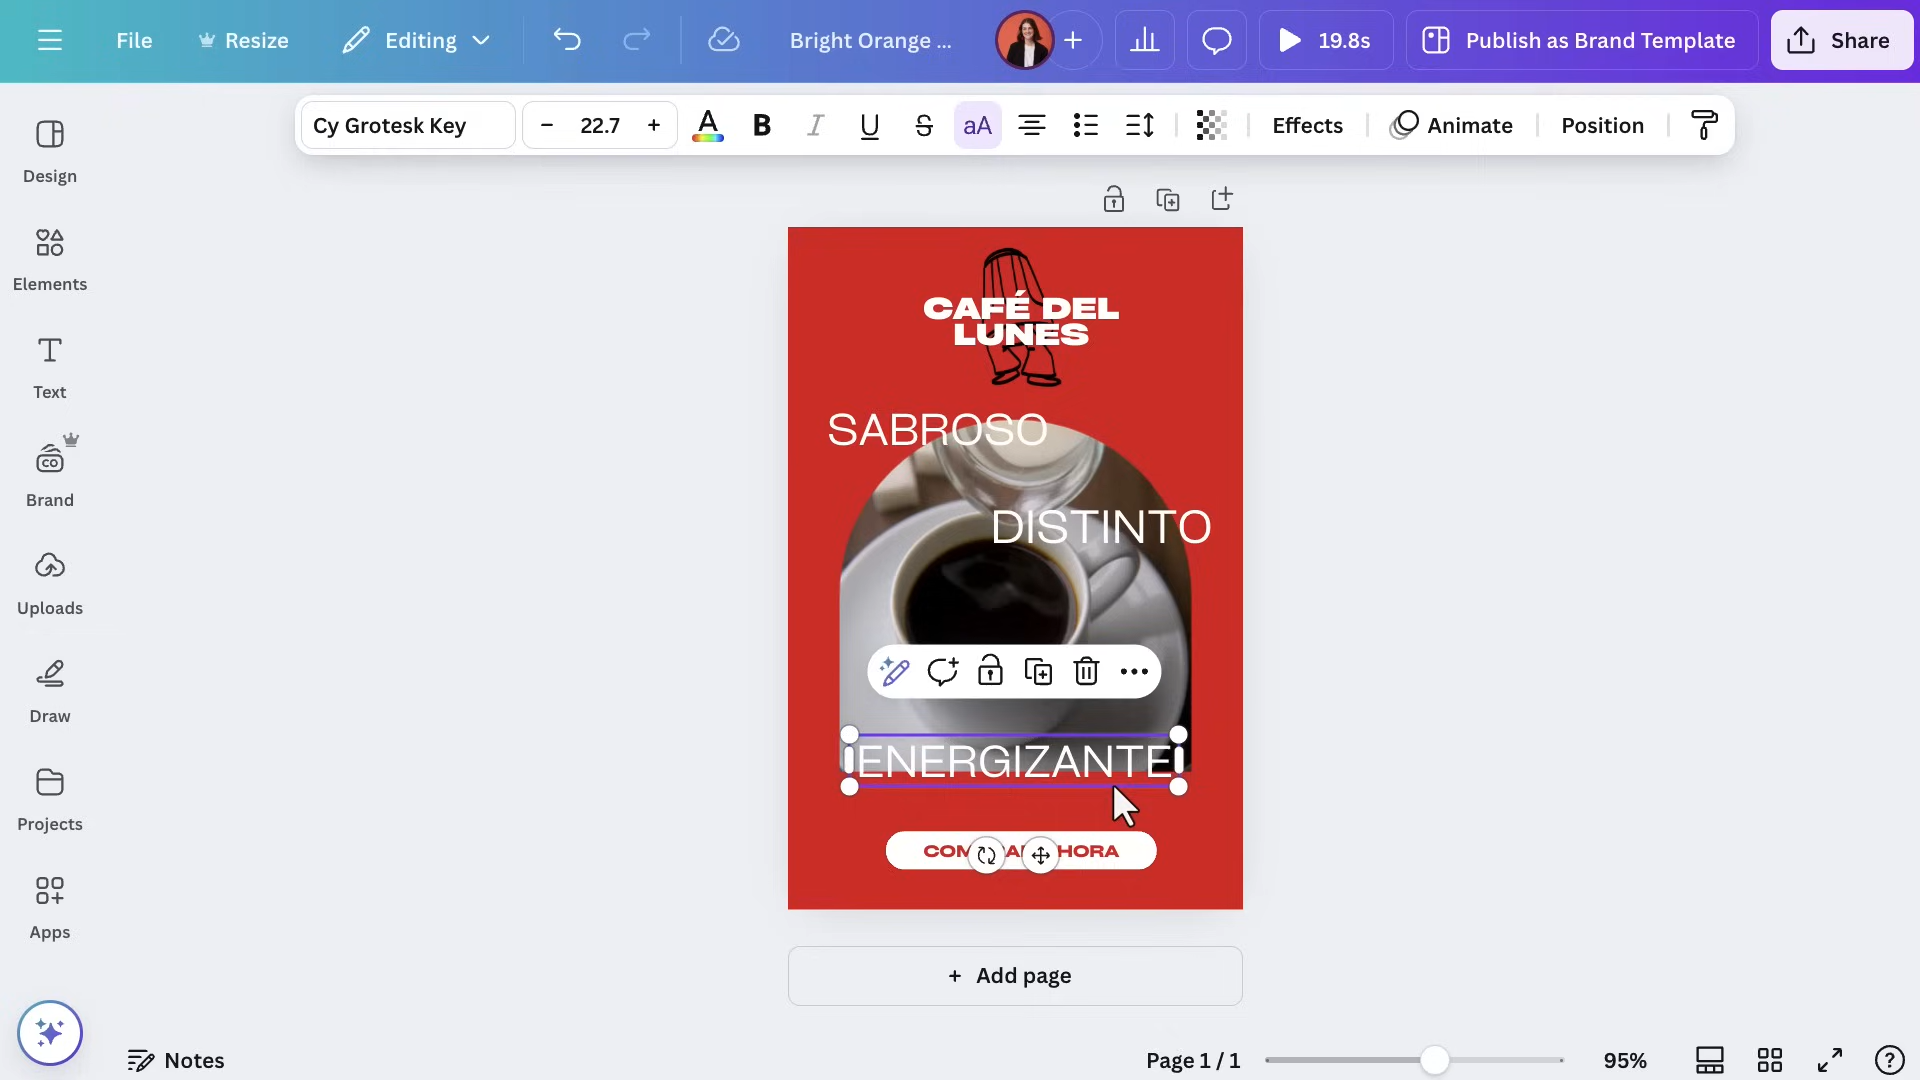 File
Resize
Editing
Bright Orange ...
19.8s
Publish as Brand Template
Share
Cy Grotesk Key
− 22.7 +
A
B
I
U
S
aA
Effects
Animate
Position
Design
Elements
Text
Brand
CO
Uploads
Draw
Projects
Apps
CAFÉ DEL
LUNES
SABROSO
DISTINTO
ENERGIZANTE
+ Add page
Notes
Page 1 / 1
95%